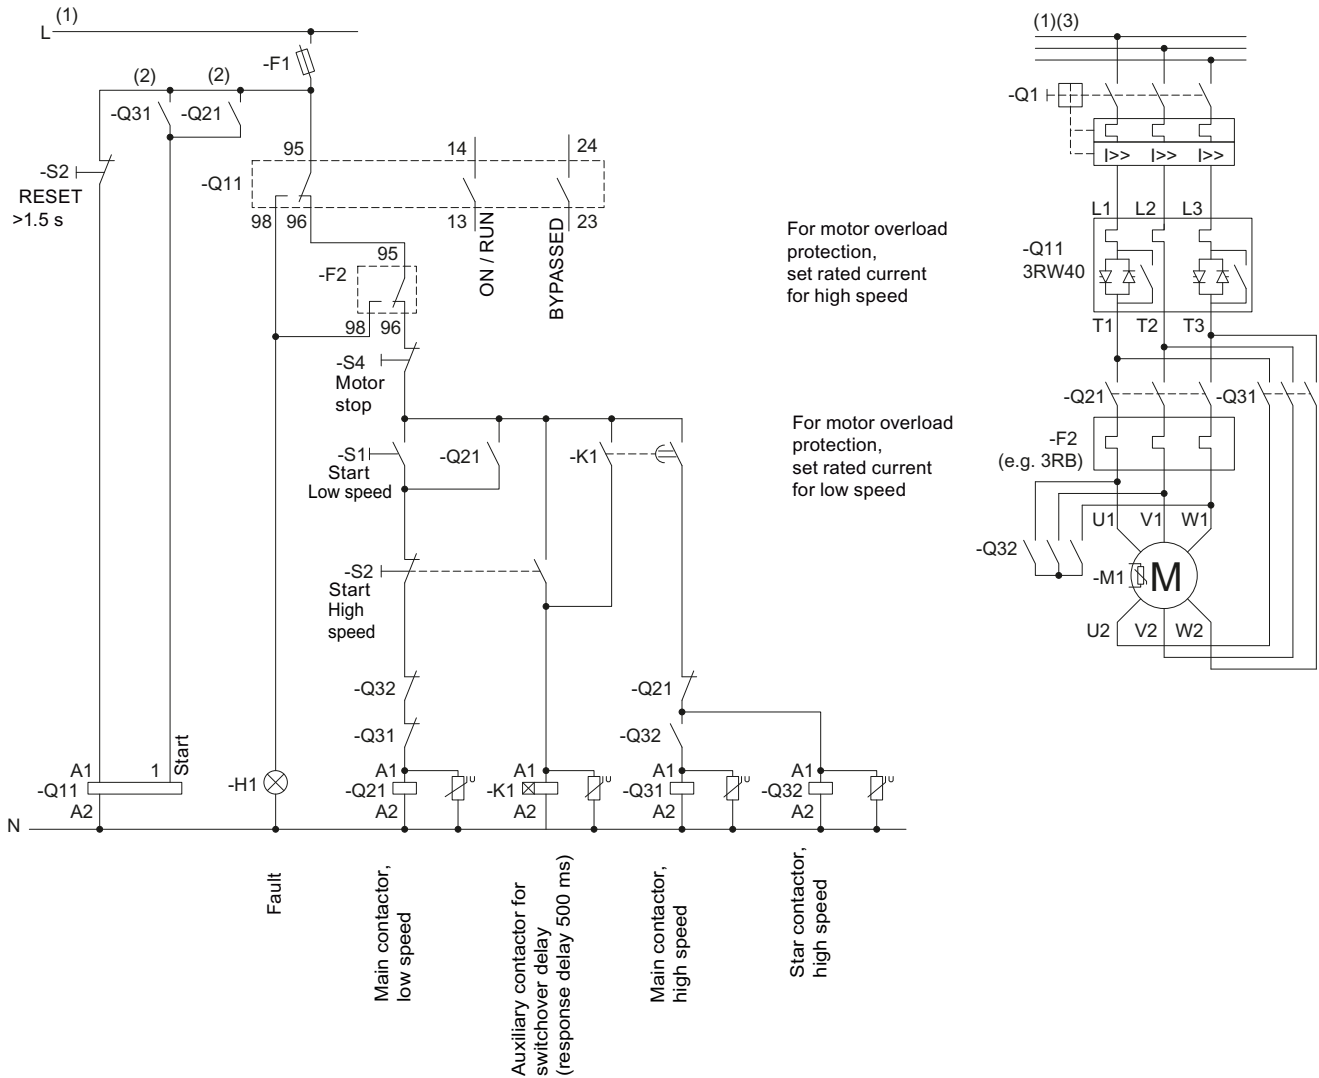 (1)
L
-F1
(2)
(2)
-Q31
-Q21
-S2
RESET
>1.5 s
95
14
24
-Q11
98
96
13
23
ON / RUN
BYPASSED
95
-F2
98
96
-S4
Motor
stop
-S1
Start
Low speed
-Q21
-K1
-S2
Start
High
speed
-Q32
-Q21
-Q31
-Q32
A1
1
Start
-Q11
A2
-H1
A1
-Q21
A2
U
A1
-K1
A2
U
A1
-Q31
A2
U
A1
-Q32
A2
U
N
Fault
Main contactor,
low speed
Auxiliary contactor for
switchover delay
(response delay 500 ms)
Main contactor,
high speed
Star contactor,
high speed
For motor overload
protection,
set rated current
for high speed
For motor overload
protection,
set rated current
for low speed
(1)(3)
-Q1
I>>
I>>
I>>
L1
L2
L3
-Q11
3RW40
T1
T2
T3
-Q21
-Q31
-F2
(e.g. 3RB)
U1
V1
W1
-Q32
-M1
M
U2
V2
W2